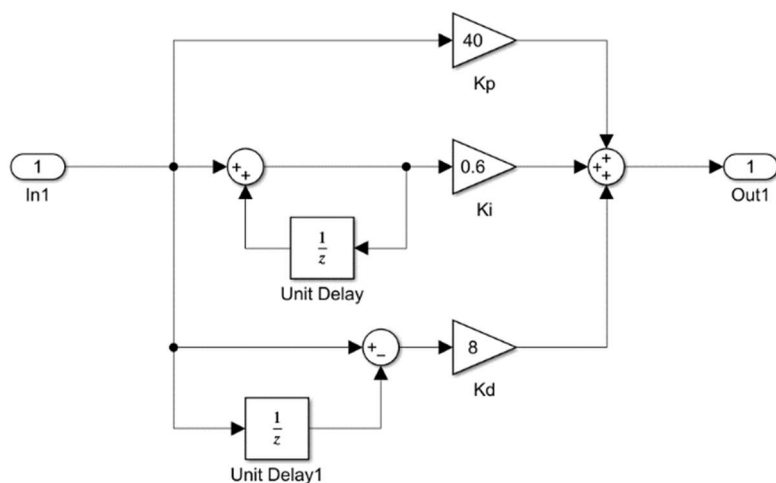 40
Kp
1
In1
+
+
0.6
Ki
+
+
+
1
Out1
1
z
Unit Delay
+
−
8
Kd
1
z
Unit Delay1